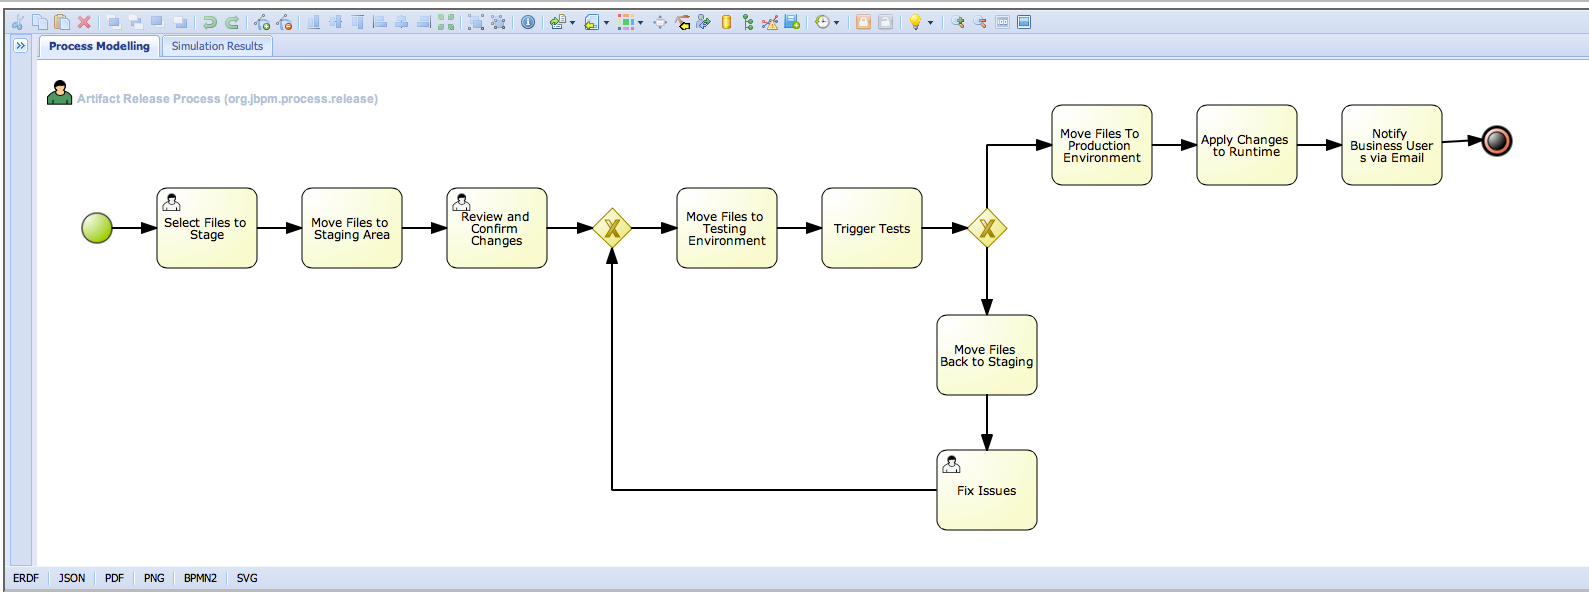 Process Modelling
Simulation Results
Artifact Release Process (org.jbpm.process.release)
Select Files to
Stage
Move Files to
Staging Area
Review and
Confirm
Changes
X
Move Files to
Testing
Environment
Trigger Tests
X
Move Files To
Production
Environment
Apply Changes
to Runtime
Notify
Business User
s via Email
Move Files
Back to Staging
Fix Issues
ERDF
JSON
PDF
PNG
BPMN2
SVG